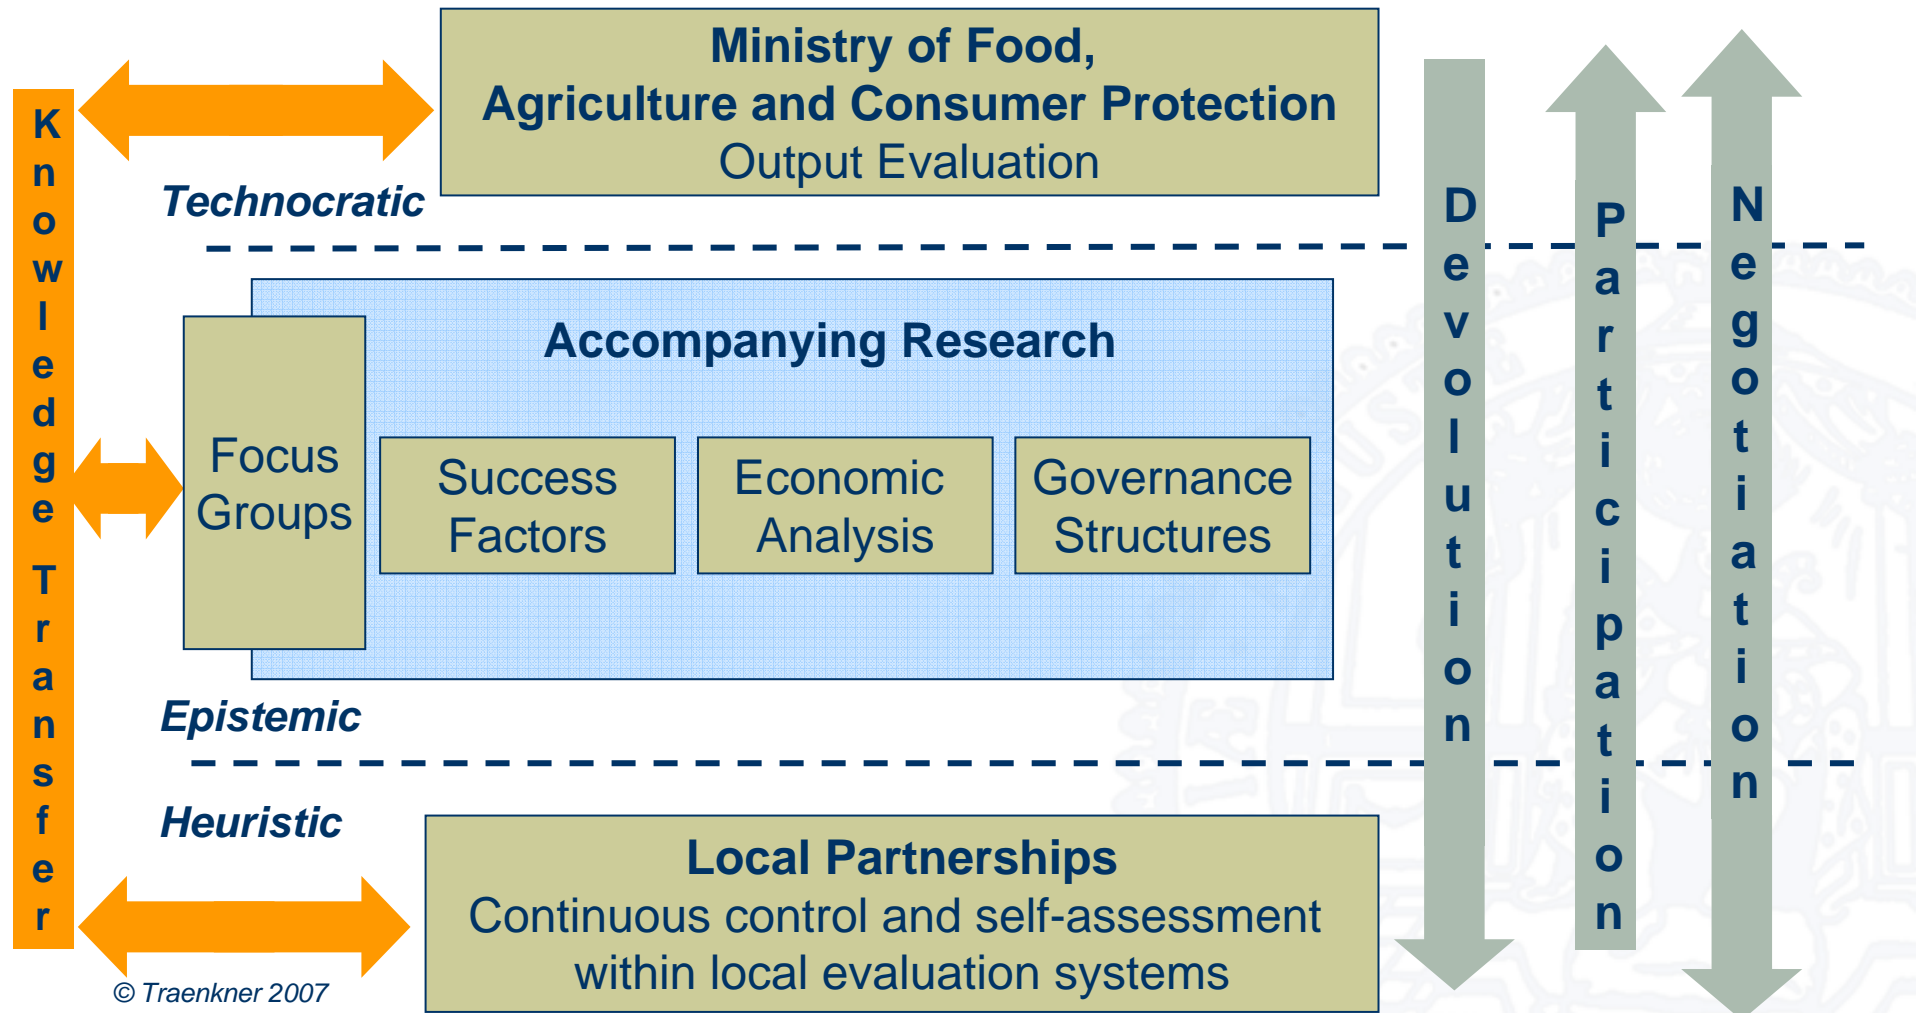 Ministry of Food,
Agriculture and Consumer Protection
Output Evaluation
Knowledge Transfer
Technocratic
Accompanying Research
Focus
Groups
Success
Factors
Economic
Analysis
Governance
Structures
Epistemic
Heuristic
Local Partnerships
Continuous control and self-assessment
within local evaluation systems
© Traenkner 2007
Devolution
Participation
Negotiation